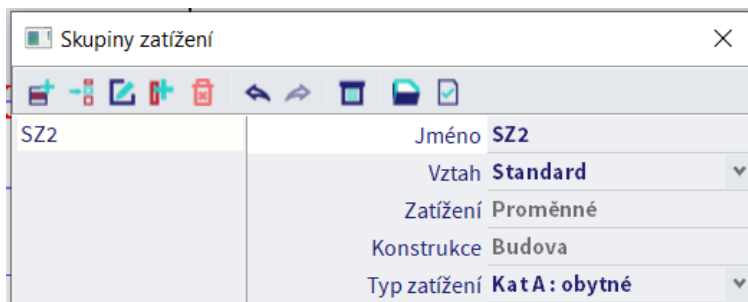 Skupiny zatížení
SZ2
Jméno SZ2
Vztah Standard
Zatížení Proměnné
Konstrukce Budova
Typ zatížení Kat A : obytné